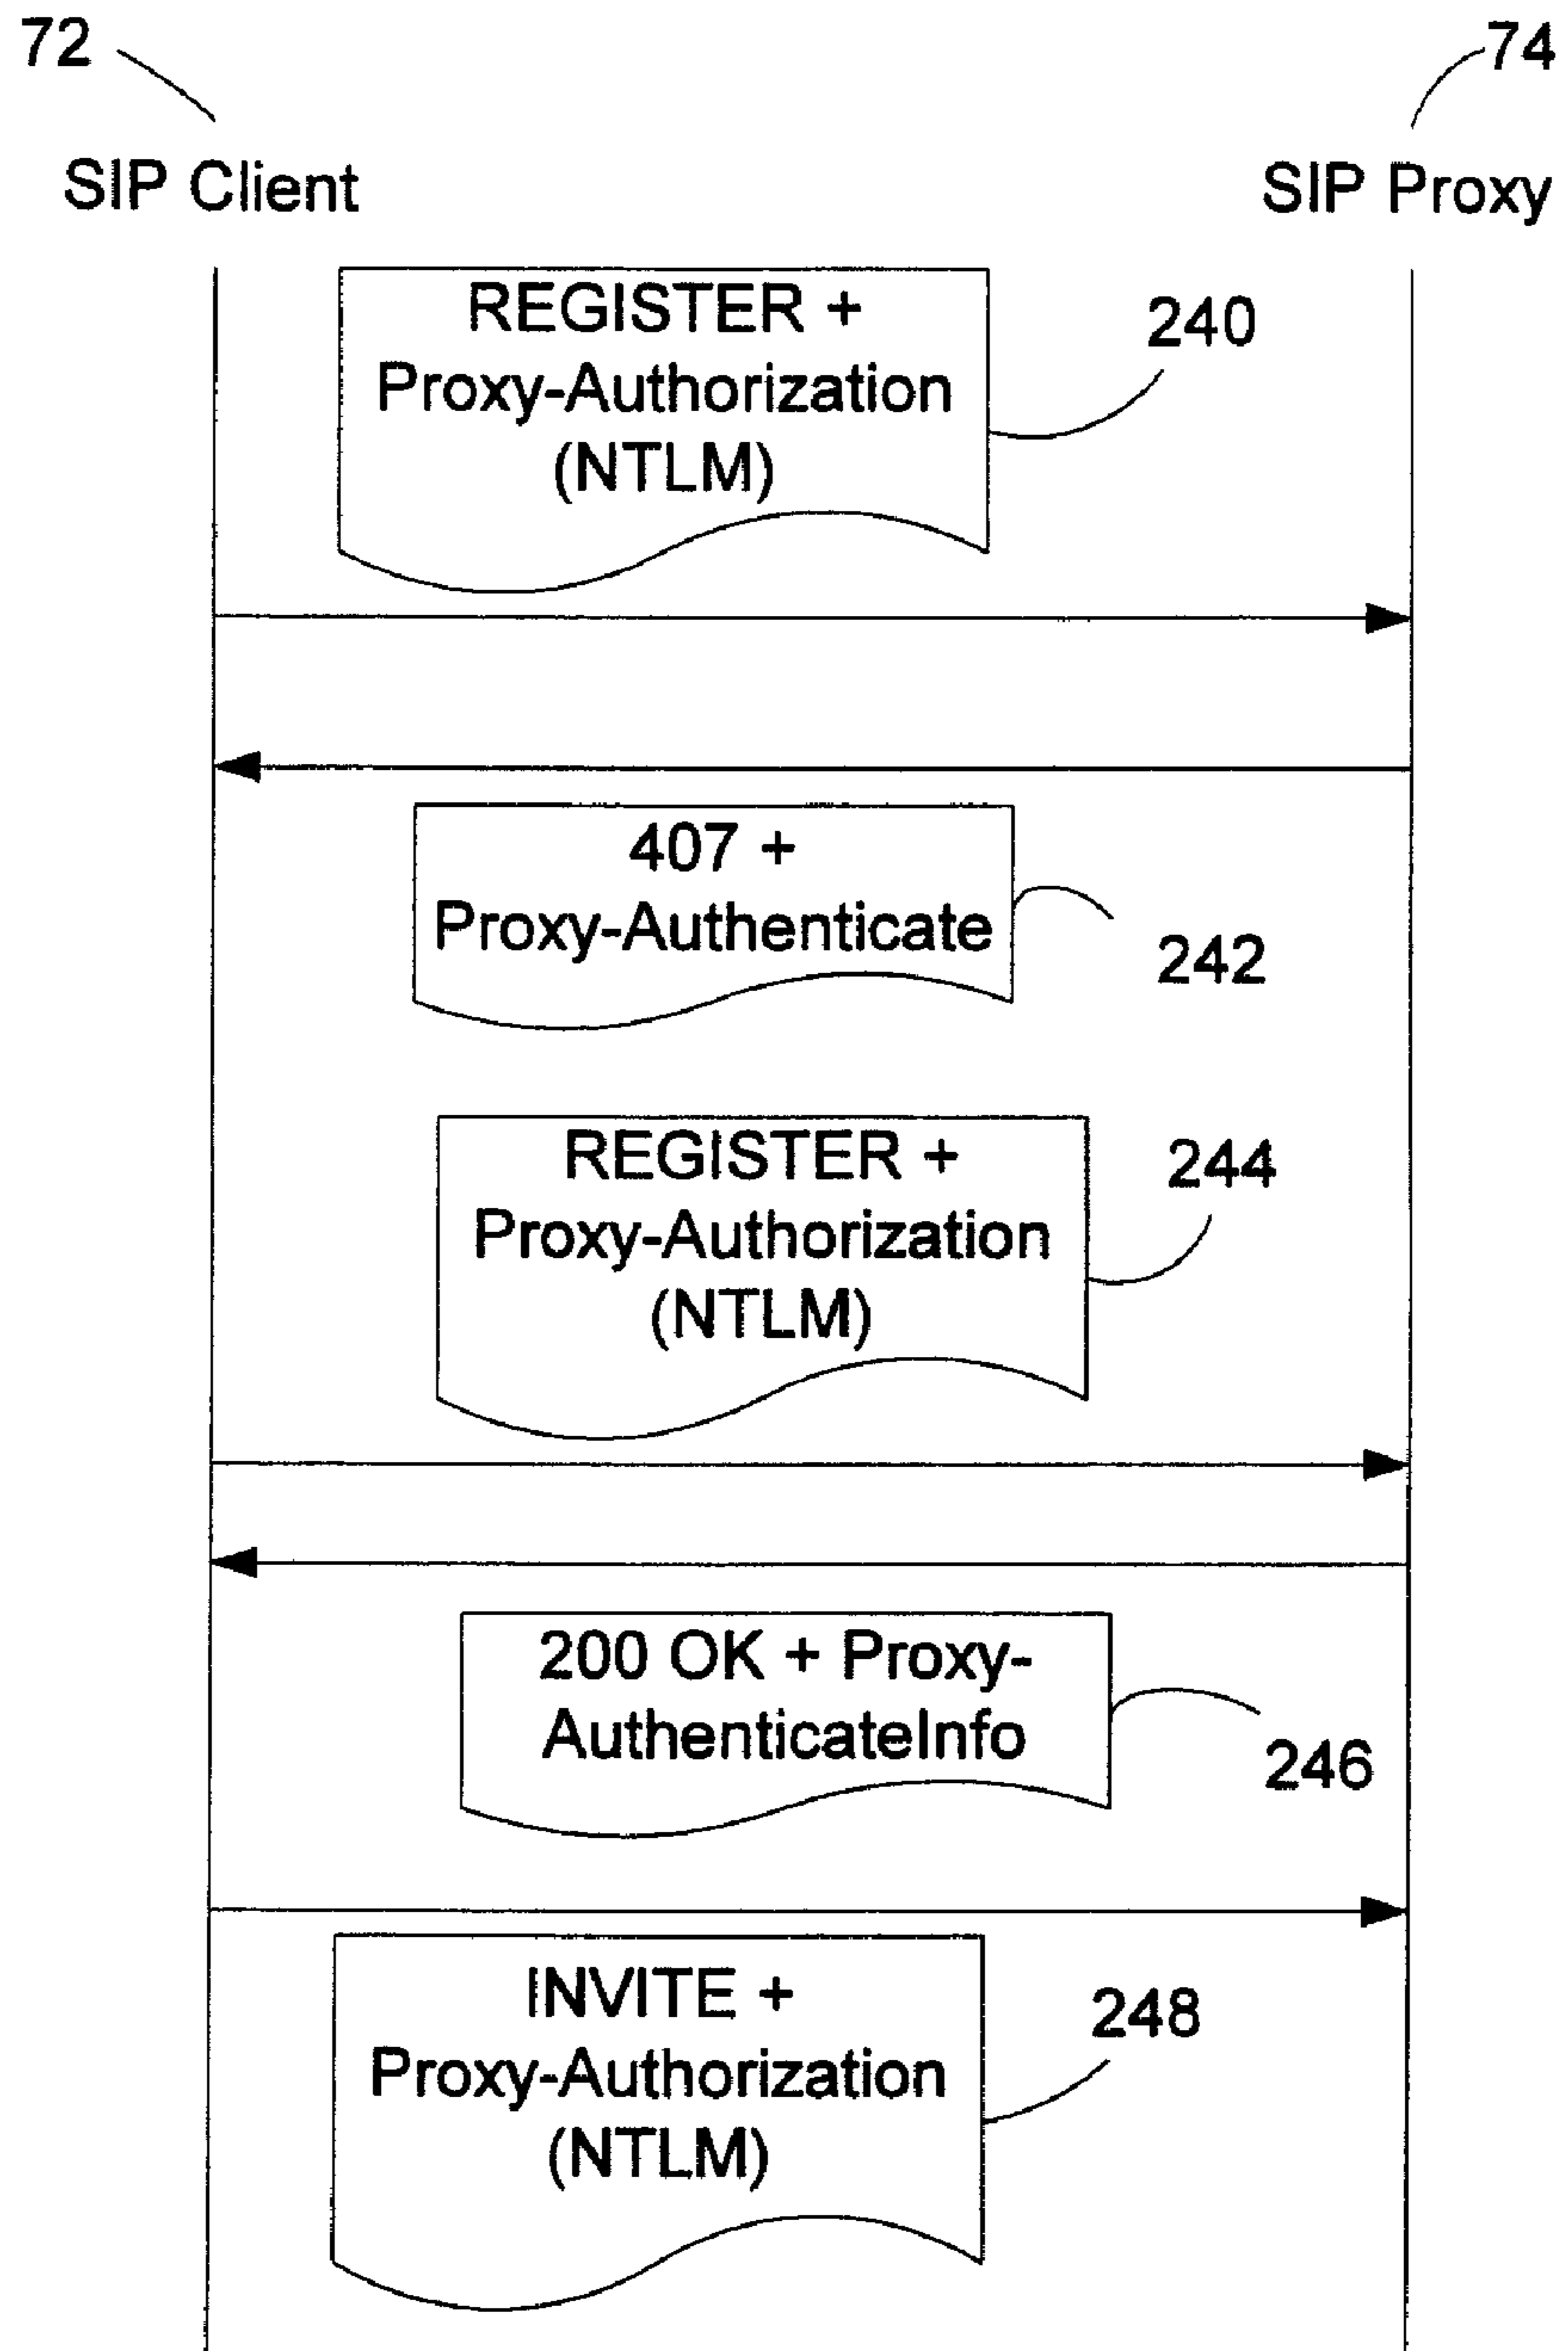 72
74
SIP Client
SIP Proxy
REGISTER +
Proxy-Authorization
(NTLM)
240
407 +
Proxy-Authenticate
242
REGISTER +
Proxy-Authorization
(NTLM)
244
200 OK + Proxy-
AuthenticateInfo
246
INVITE +
Proxy-Authorization
(NTLM)
248